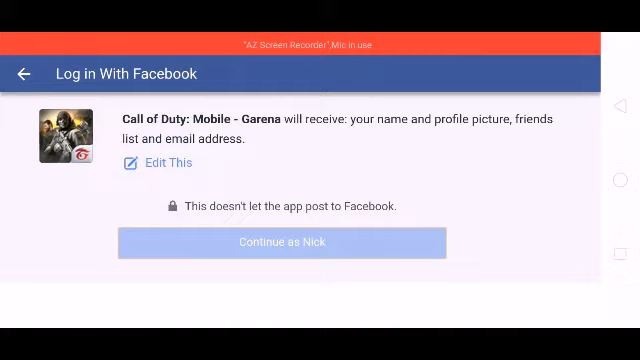 "AZ Screen Recorder",Mic in use
Log in With Facebook
Call of Duty: Mobile - Garena will receive: your name and profile picture, friends
list and email address.
Edit This
This doesn't let the app post to Facebook.
Continue as Nick